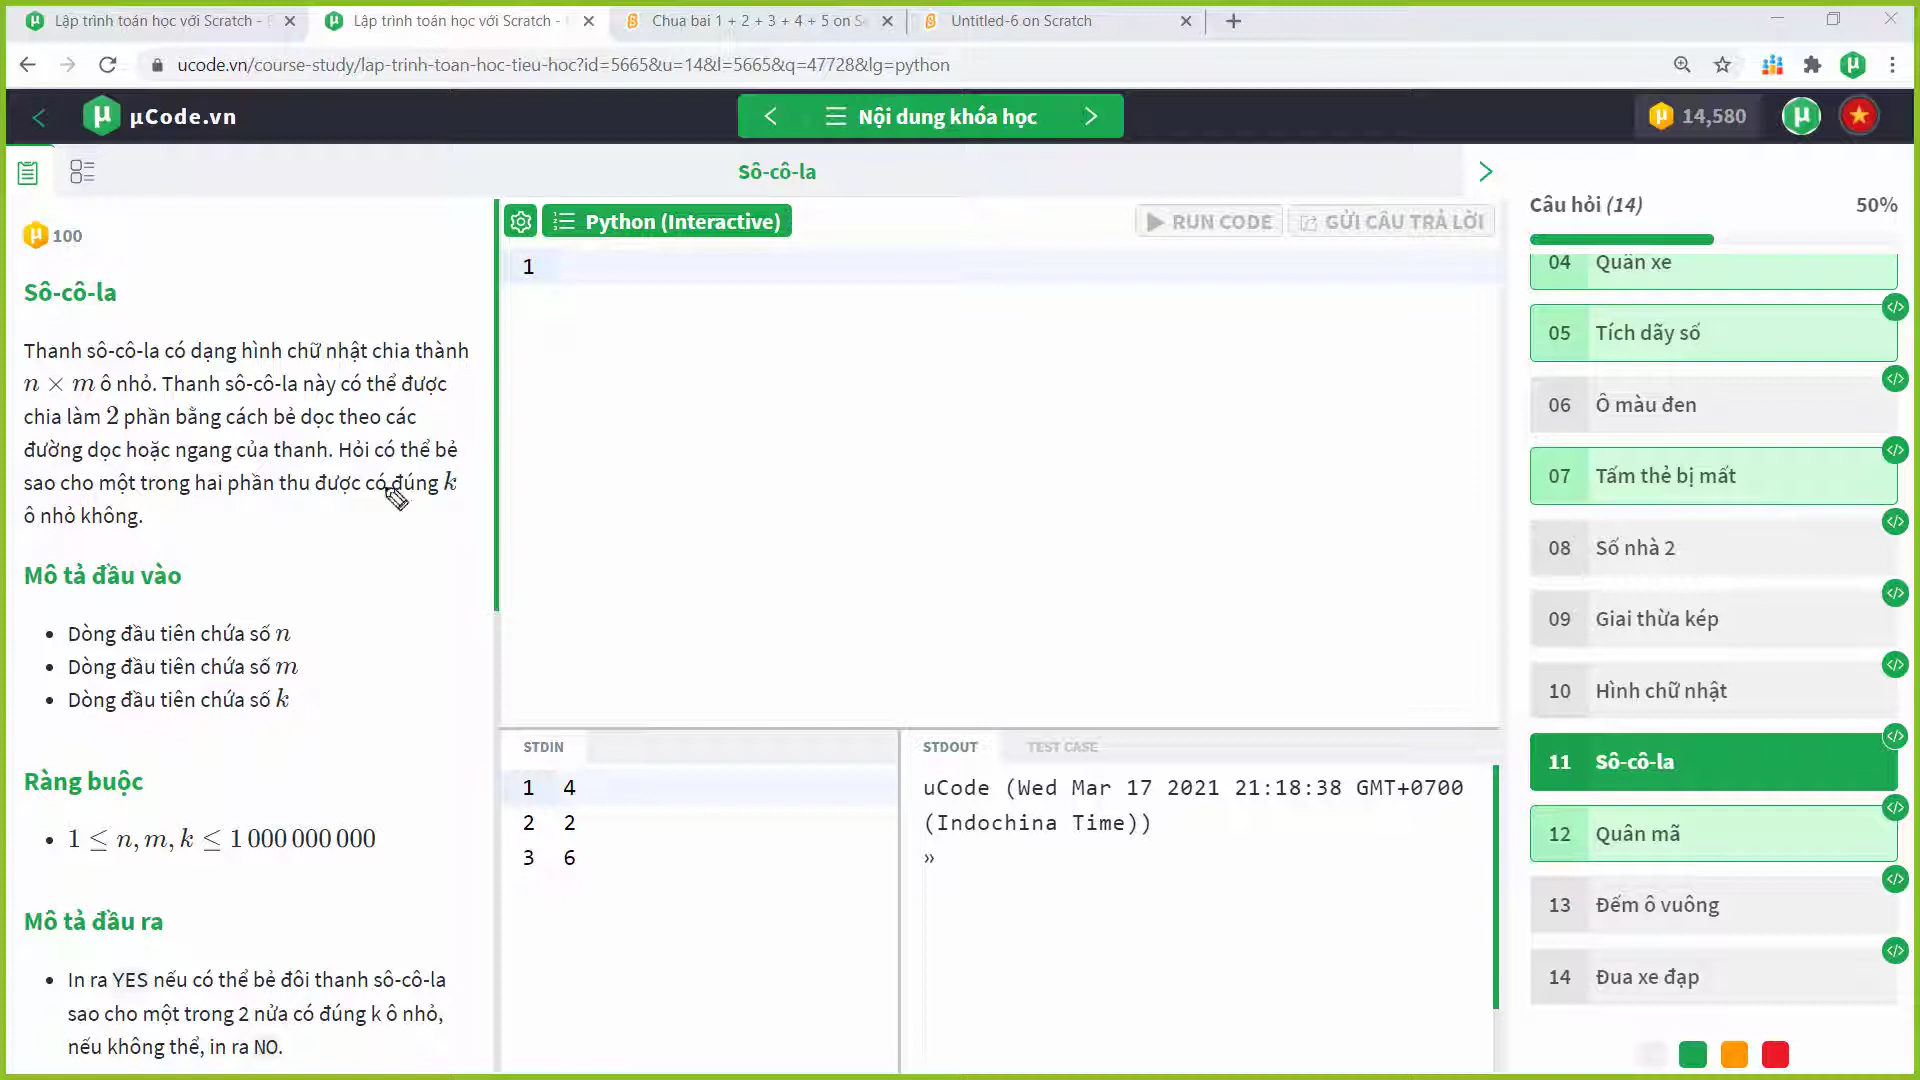 Lập trình toán học với Scratch -
Lập trình toán học với Scratch -
Chua bai 1 + 2 + 3 + 4 + 5 on Sc
Untitled-6 on Scratch
ucode.vn/course-study/lap-trinh-toan-hoc-tieu-hoc?id=5665&u=14&l=5665&q=47728&lg=python
µCode.vn
Nội dung khóa học
14,580
Sô-cô-la
100
Sô-cô-la
Thanh sô-cô-la có dạng hình chữ nhật chia thành
n × m ô nhỏ. Thanh sô-cô-la này có thể được
chia làm 2 phần bằng cách bẻ dọc theo các
đường dọc hoặc ngang của thanh. Hỏi có thể bẻ
sao cho một trong hai phần thu được có đúng k
ô nhỏ không.
Mô tả đầu vào
• Dòng đầu tiên chứa số n
• Dòng đầu tiên chứa số m
• Dòng đầu tiên chứa số k
Ràng buộc
• 1 ≤ n, m, k ≤ 1 000 000 000
Mô tả đầu ra
• In ra YES nếu có thể bẻ đôi thanh sô-cô-la
sao cho một trong 2 nửa có đúng k ô nhỏ,
nếu không thể, in ra NO.
Python (Interactive)
RUN CODE
GỬI CÂU TRẢ LỜI
1
STDIN
1 4
2 2
3 6
STDOUT
TEST CASE
uCode (Wed Mar 17 2021 21:18:38 GMT+0700
(Indochina Time))
»
Câu hỏi (14)
50%
04 Quân xe
05 Tích dãy số
06 Ô màu đen
07 Tấm thẻ bị mất
08 Số nhà 2
09 Giai thừa kép
10 Hình chữ nhật
11 Sô-cô-la
12 Quân mã
13 Đếm ô vuông
14 Đua xe đạp